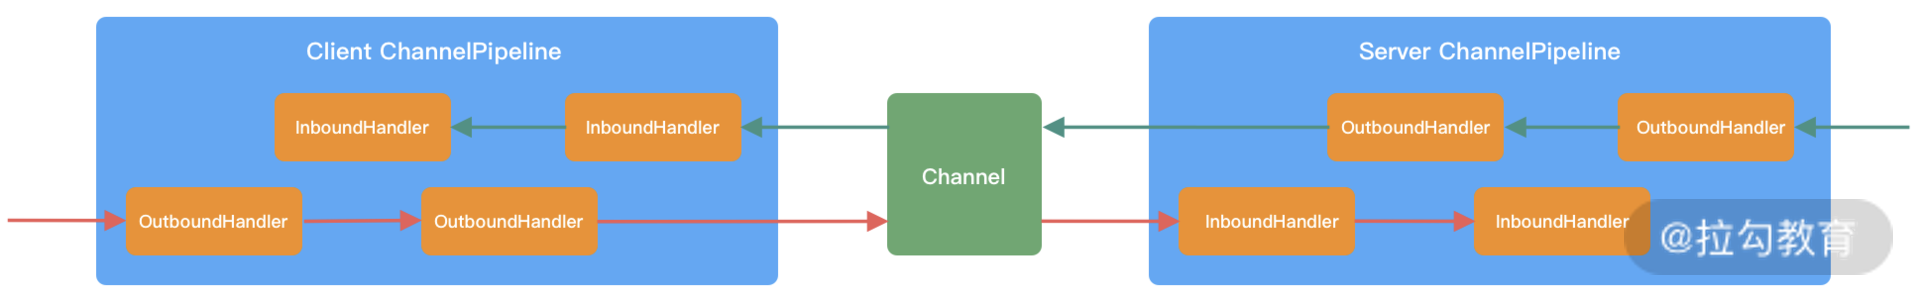 Client ChannelPipeline
Server ChannelPipeline
InboundHandler
InboundHandler
OutboundHandler
OutboundHandler
Channel
OutboundHandler
OutboundHandler
InboundHandler
InboundHandler
@拉勾教育